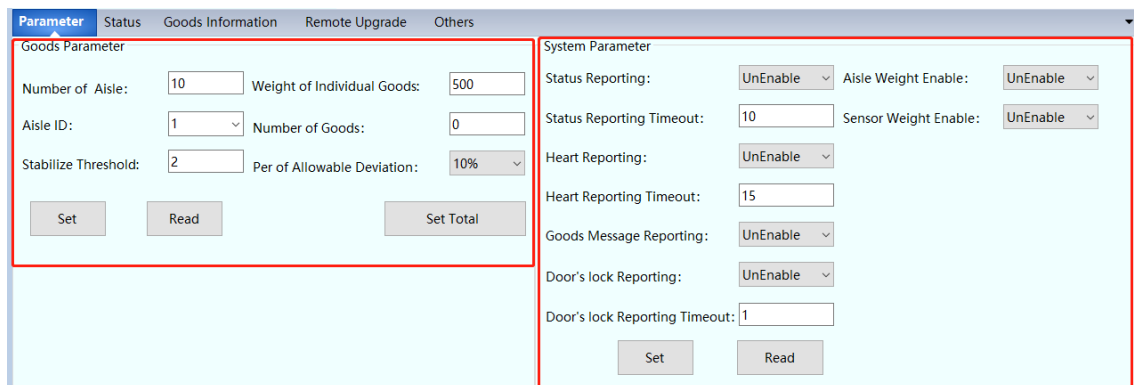 Parameter Status Goods Information Remote Upgrade Others
Goods Parameter
Number of Aisle: 10 Weight of Individual Goods: 500
Aisle ID: 1 Number of Goods: 0
Stabilize Threshold: 2 Per of Allowable Deviation: 10%
Set Read Set Total
System Parameter
Status Reporting: UnEnable Aisle Weight Enable: UnEnable
Status Reporting Timeout: 10 Sensor Weight Enable: UnEnable
Heart Reporting: UnEnable
Heart Reporting Timeout: 15
Goods Message Reporting: UnEnable
Door's lock Reporting: UnEnable
Door's lock Reporting Timeout: 1
Set Read